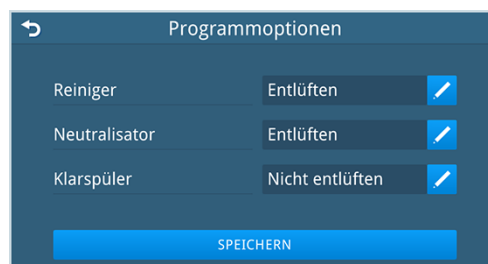 Programmoptionen
Reiniger Entlüften
Neutralisator Entlüften
Klarspüler Nicht entlüften
SPEICHERN